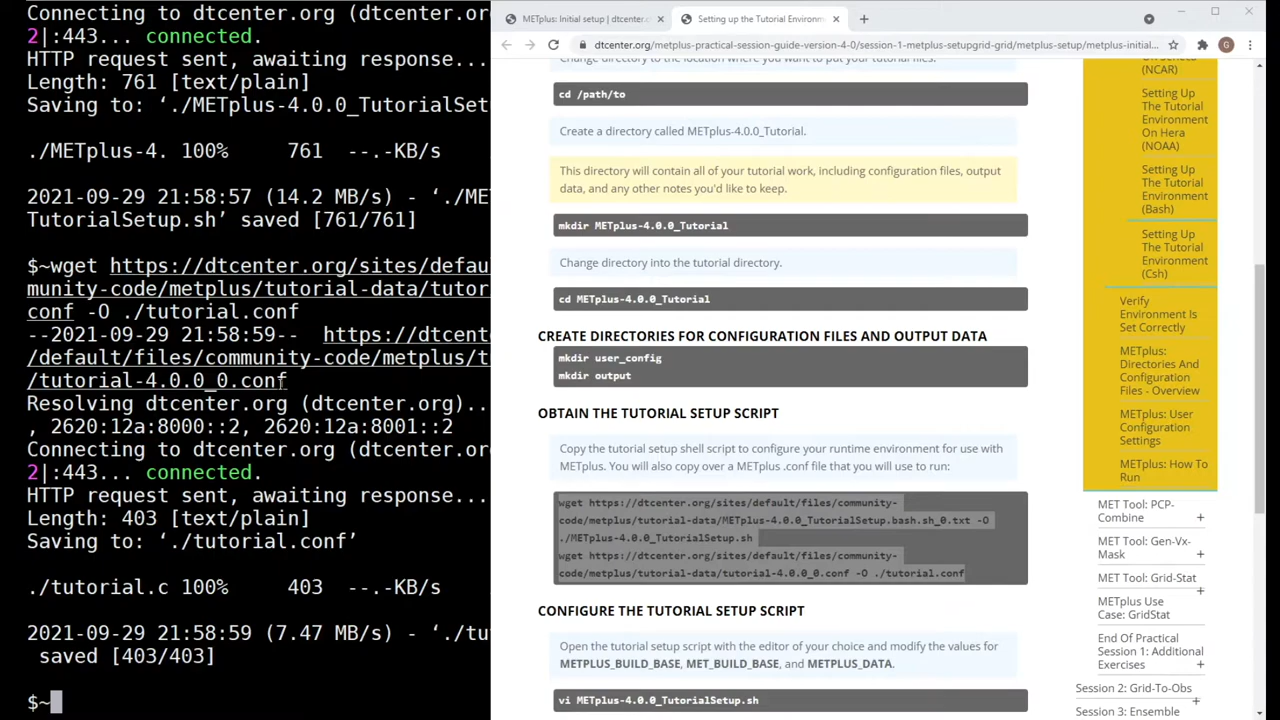 Connecting to dtcenter.org (dtcenter.org)...
2|:443... connected.
HTTP request sent, awaiting response...
Length: 761 [text/plain]
Saving to: ‘./METplus-4.0.0_TutorialSet
./METplus-4. 100% 761 --.-KB/s
2021-09-29 21:58:57 (14.2 MB/s) - ‘./ME
TutorialSetup.sh’ saved [761/761]
$~wget https://dtcenter.org/sites/defau
munity-code/metplus/tutorial-data/tutor
conf -O ./tutorial.conf
--2021-09-29 21:58:59-- https://dtcent
/default/files/community-code/metplus/t
/tutorial-4.0.0_0.conf
Resolving dtcenter.org (dtcenter.org)...
, 2620:12a:8000::2, 2620:12a:8001::2
Connecting to dtcenter.org (dtcenter.or
2|:443... connected.
HTTP request sent, awaiting response...
Length: 403 [text/plain]
Saving to: ‘./tutorial.conf’
./tutorial.c 100% 403 --.-KB/s
2021-09-29 21:58:59 (7.47 MB/s) - ‘./tu
saved [403/403]
$~
METplus: Initial setup | dtcenter.
Setting up the Tutorial Environm
dtcenter.org/metplus-practical-session-guide-version-4-0/session-1-metplus-setupgrid-grid/metplus-setup/metplus-initial...
G
Change directory to the location where you want to put your tutorial files.
cd /path/to
Create a directory called METplus-4.0.0_Tutorial.
This directory will contain all of your tutorial work, including configuration files, output
data, and any other notes you'd like to keep.
mkdir METplus-4.0.0_Tutorial
Change directory into the tutorial directory.
cd METplus-4.0.0_Tutorial
CREATE DIRECTORIES FOR CONFIGURATION FILES AND OUTPUT DATA
mkdir user_config
mkdir output
OBTAIN THE TUTORIAL SETUP SCRIPT
Copy the tutorial setup shell script to configure your runtime environment for use with
METplus. You will also copy over a METplus .conf file that you will use to run:
wget https://dtcenter.org/sites/default/files/community-
code/metplus/tutorial-data/METplus-4.0.0_TutorialSetup.bash.sh_0.txt -O
./METplus-4.0.0_TutorialSetup.sh
wget https://dtcenter.org/sites/default/files/community-
code/metplus/tutorial-data/tutorial-4.0.0_0.conf -O ./tutorial.conf
CONFIGURE THE TUTORIAL SETUP SCRIPT
Open the tutorial setup script with the editor of your choice and modify the values for
METPLUS_BUILD_BASE, MET_BUILD_BASE, and METPLUS_DATA.
vi METplus-4.0.0_TutorialSetup.sh
(NCAR)
Setting Up
The Tutorial
Environment
On Hera
(NOAA)
Setting Up
The Tutorial
Environment
(Bash)
Setting Up
The Tutorial
Environment
(Csh)
Verify
Environment Is
Set Correctly
METplus:
Directories And
Configuration
Files - Overview
METplus: User
Configuration
Settings
METplus: How To
Run
MET Tool: PCP-
Combine +
MET Tool: Gen-Vx-
Mask +
MET Tool: Grid-Stat
+
METplus Use
Case: GridStat
End Of Practical
Session 1: Additional
Exercises +
Session 2: Grid-To-Obs
+
Session 3: Ensemble